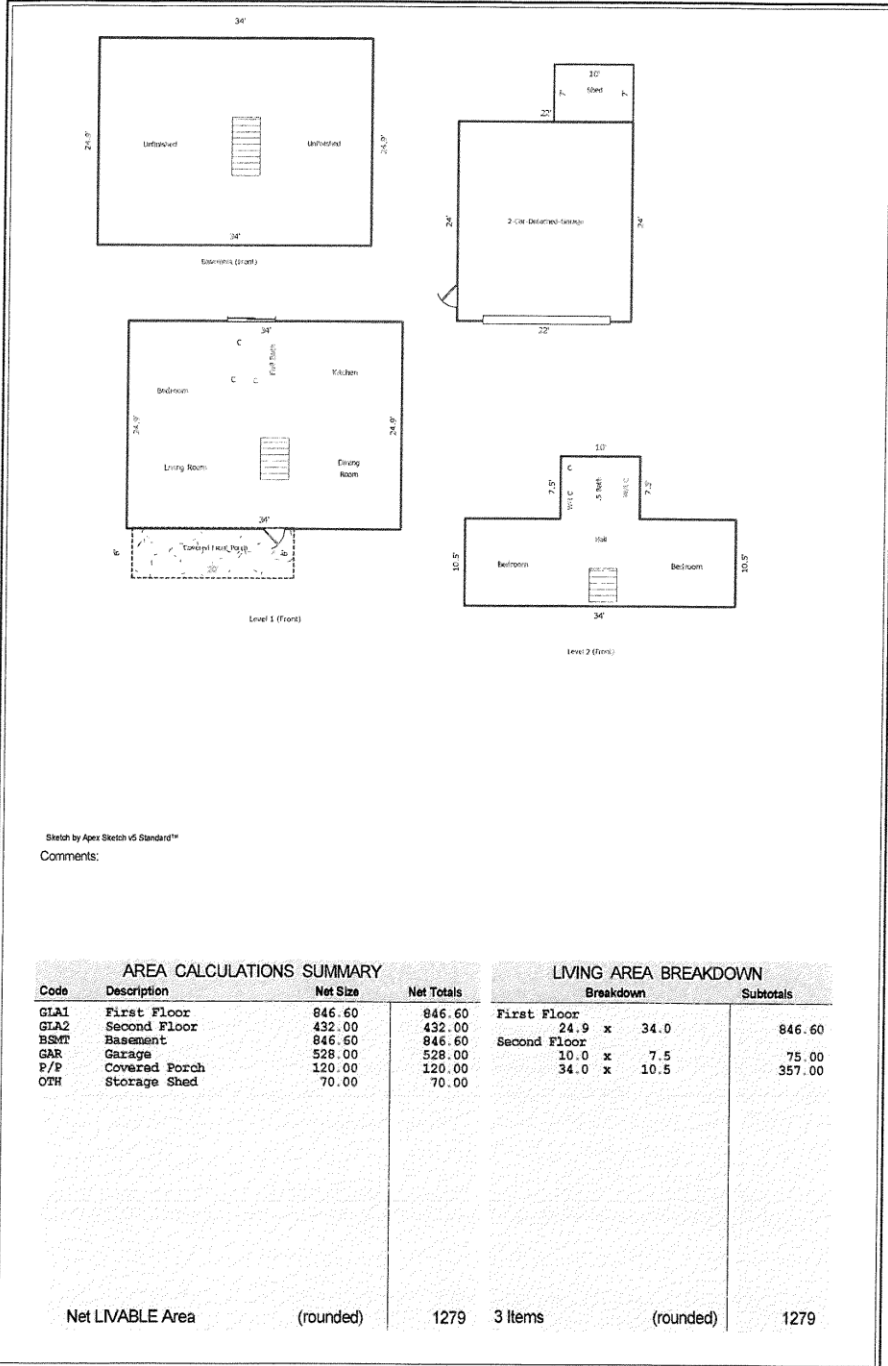 34'
24.9'
Unfinished
Unfinished
24.9'
34'
Basement (Front)
10'
Shed
7'
7'
22'
24'
2-Car-Detached-Garage
24'
22'
34'
C
Full Bath
Kitchen
C
C
Bedroom
24.9'
24.9'
Living Room
Dining
Room
34'
6'
Covered Front Porch
6'
20'
Level 1 (Front)
10'
7.5'
C
W.I.C
.5 Bath
W.I.C
7.5'
10.5'
Bedroom
Hall
Bedroom
10.5'
34'
Level 2 (Front)
Sketch by Apex Sketch v5 Standard™
Comments:
AREA CALCULATIONS SUMMARY
Code Description Net Size Net Totals
GLA1 First Floor 846.60 846.60
GLA2 Second Floor 432.00 432.00
BSMT Basement 846.60 846.60
GAR Garage 528.00 528.00
P/P Covered Porch 120.00 120.00
OTH Storage Shed 70.00 70.00
Net LIVABLE Area (rounded) 1279
LIVING AREA BREAKDOWN
Breakdown Subtotals
First Floor
24.9 x 34.0 846.60
Second Floor
10.0 x 7.5 75.00
34.0 x 10.5 357.00
3 Items (rounded) 1279